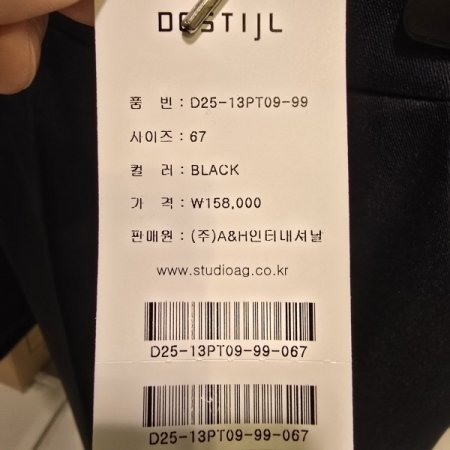 DESTIJL
품 번 : D25-13PT09-99
사이즈 : 67
컬 러 : BLACK
가 격 : ₩158,000
판매원 : (주)A&H인터내셔날
www.studioag.co.kr
D25-13PT09-99-067
D25-13PT09-99-067